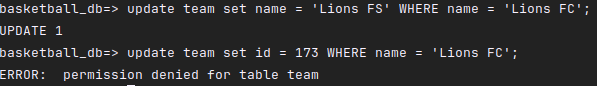 basketball_db=> update team set name = 'Lions FS' WHERE name = 'Lions FC';
UPDATE 1
basketball_db=> update team set id = 173 WHERE name = 'Lions FC';
ERROR:  permission denied for table team